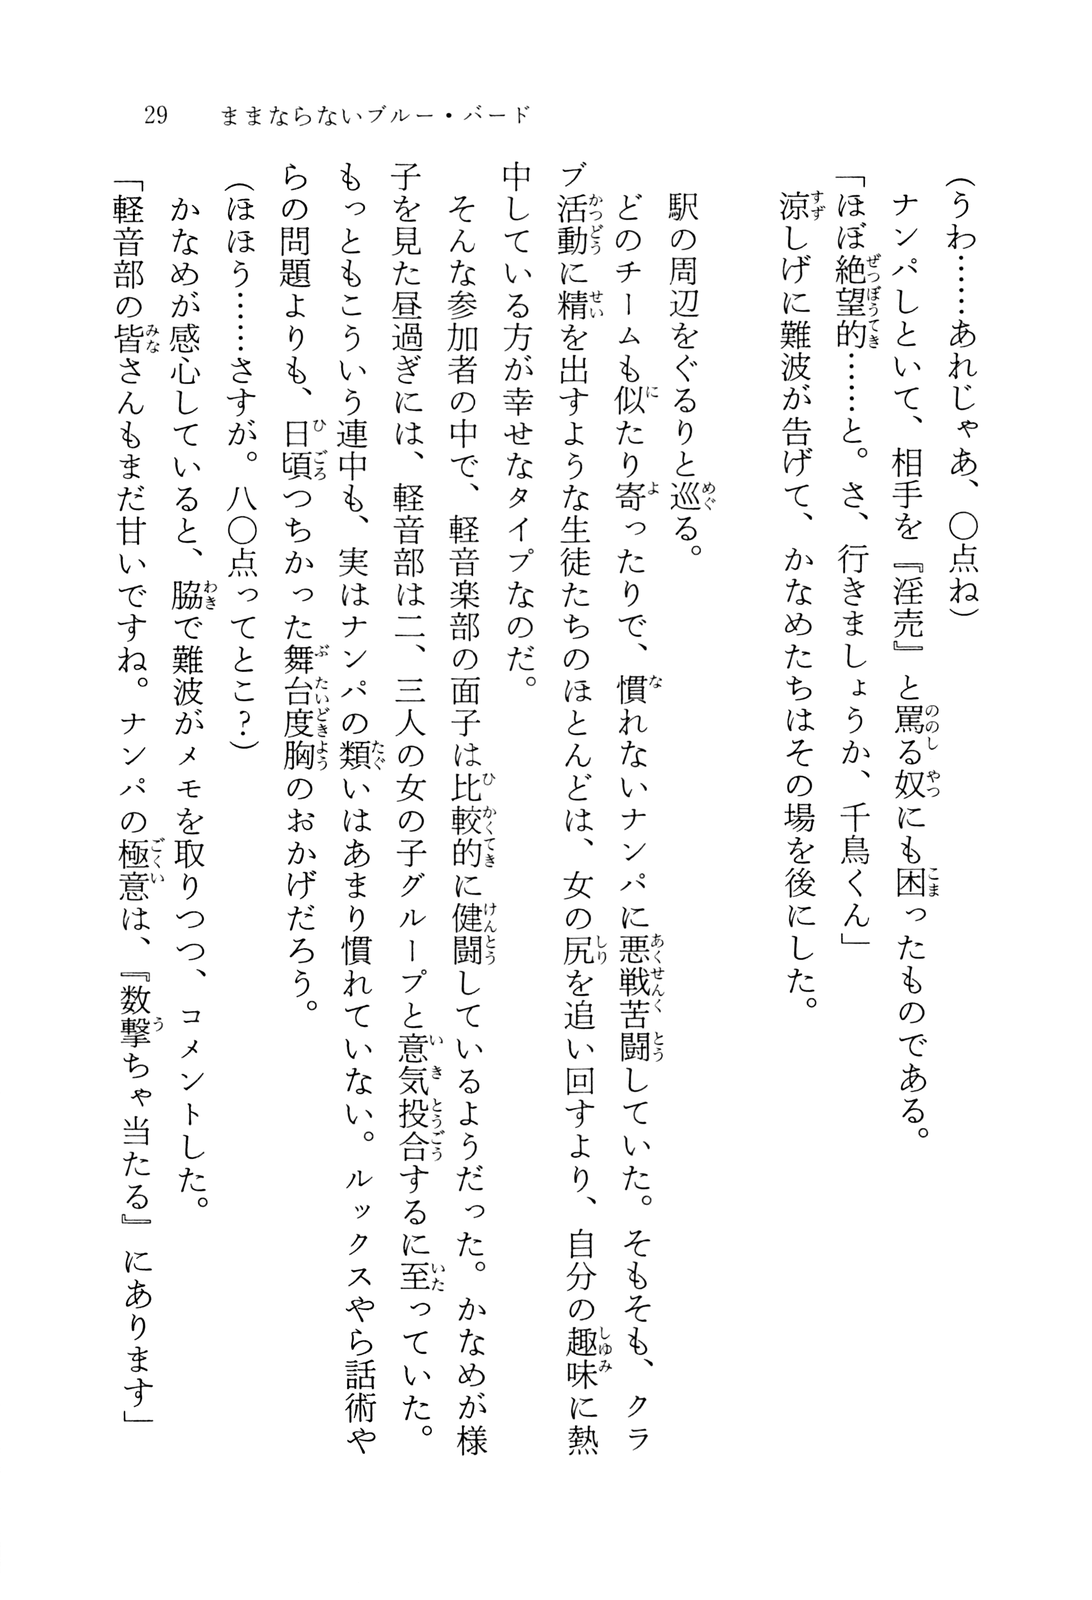 29　ままならないブルー・バード
(うわ……あれじゃあ、〇点ね)
ナンパしといて、相手を『淫売』と罵る奴にも困ったものである。
「ほぼ絶望的……と。さ、行きましょうか、千鳥くん」
涼しげに難波が告げて、かなめたちはその場を後にした。
駅の周辺をぐるりと巡る。
どのチームも似たり寄ったりで、慣れないナンパに悪戦苦闘していた。そもそも、クラ
ブ活動に精を出すような生徒たちのほとんどは、女の尻を追い回すより、自分の趣味に熱
中している方が幸せなタイプなのだ。
そんな参加者の中で、軽音楽部の面子は比較的に健闘しているようだった。かなめが様
子を見た昼過ぎには、軽音部は二、三人の女の子グループと意気投合するに至っていた。
もっともこういう連中も、実はナンパの類いはあまり慣れていない。ルックスやら話術や
らの問題よりも、日頃つちかった舞台度胸のおかげだろう。
(ほほう……さすが。八〇点ってとこ？)
かなめが感心していると、脇で難波がメモを取りつつ、コメントした。
「軽音部の皆さんもまだ甘いですね。ナンパの極意は、『数撃ちゃ当たる』にあります」